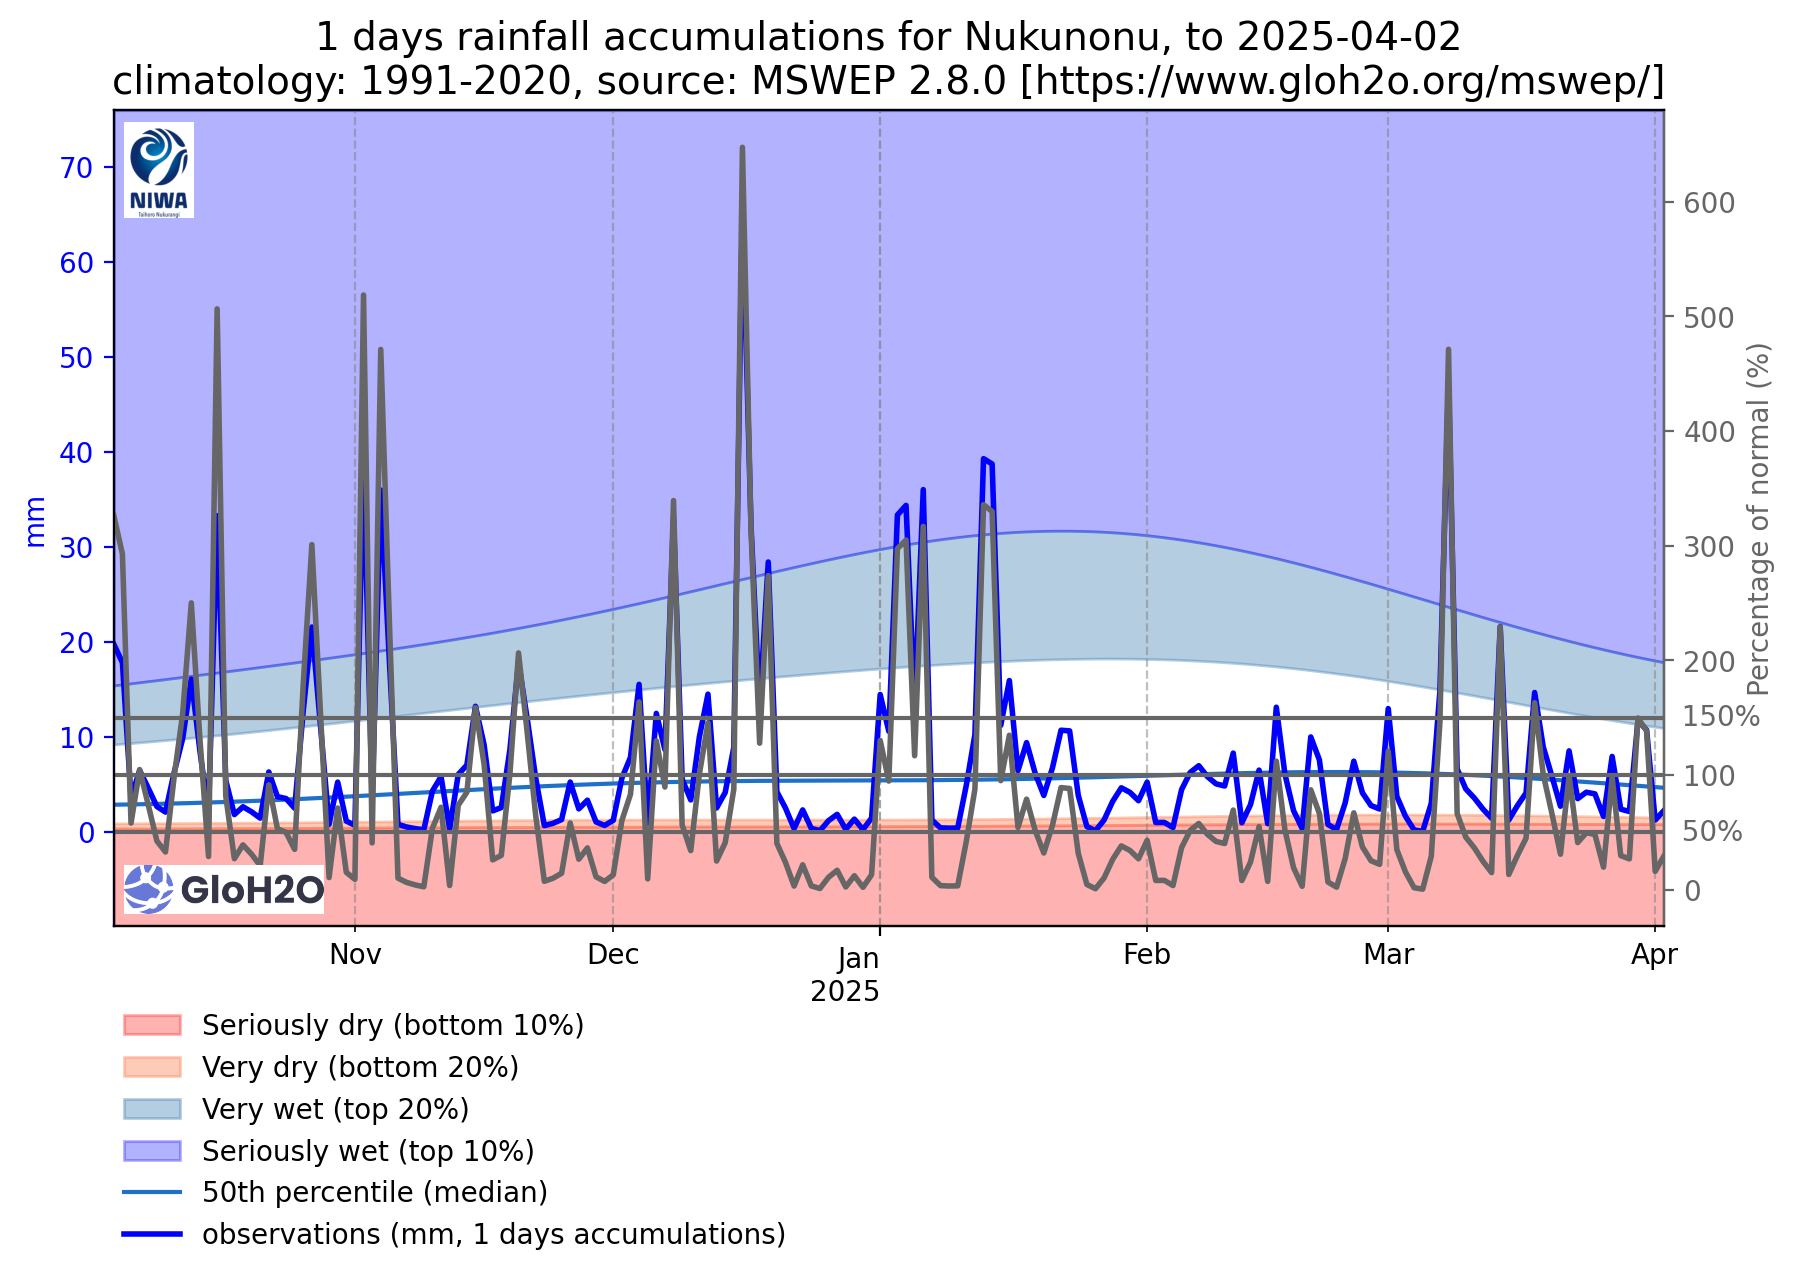 1 days rainfall accumulations for Nukunonu, to 2025-04-02
climatology: 1991-2020, source: MSWEP 2.8.0 [https://www.gloh2o.org/mswep/]
NIWA
Taihoro Nukurangi
70
60
50
40
30
20
10
0
mm
600
500
400
300
200
150%
100
50%
0
Percentage of normal (%)
GloH2O
Nov
Dec
Jan
2025
Feb
Mar
Apr
Seriously dry (bottom 10%)
Very dry (bottom 20%)
Very wet (top 20%)
Seriously wet (top 10%)
50th percentile (median)
observations (mm, 1 days accumulations)